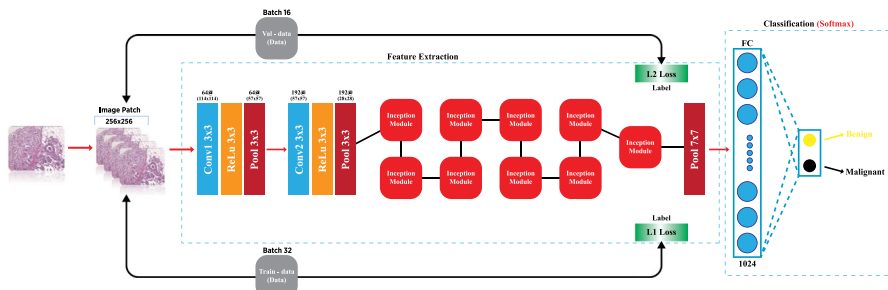 Batch 16
Val - data
(Data)
Classification (Softmax)
Feature Extraction
FC
L2 Loss
Label
Image Patch
256x256
64@
(114x114)
64@
(57x57)
192@
(57x57)
192@
(28x28)
Conv1 3x3
ReLu 3x3
Pool 3x3
Conv2 3x3
ReLu 3x3
Pool 3x3
Inception
Module
Inception
Module
Inception
Module
Inception
Module
Inception
Module
Inception
Module
Inception
Module
Inception
Module
Inception
Module
Pool 7x7
Benign
Malignant
Label
L1 Loss
Batch 32
Train - data
(Data)
1024